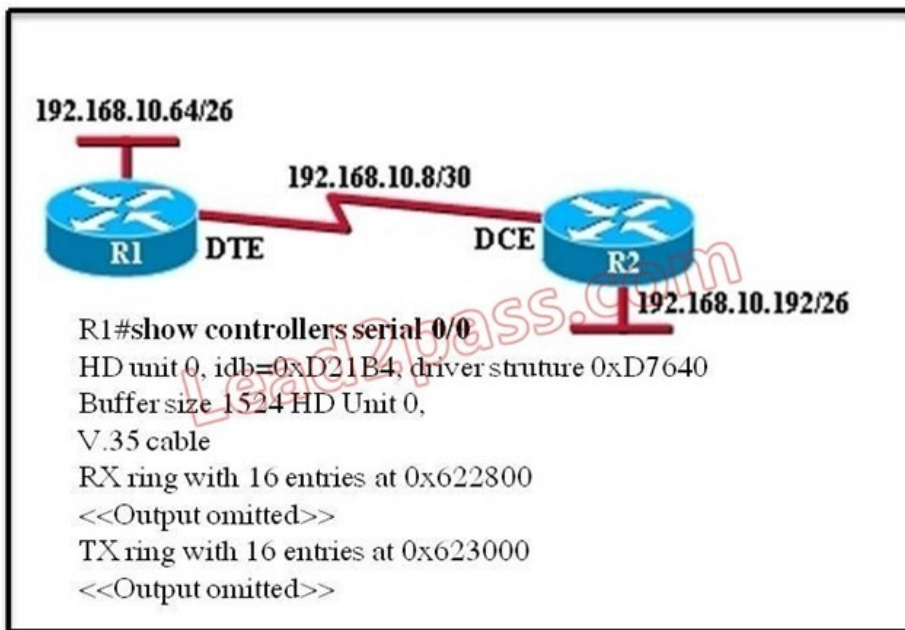 192.168.10.64/26
192.168.10.8/30
R1
DTE
DCE
R2
192.168.10.192/26
R1#show controllers serial 0/0
HD unit 0, idb=0xD21B4, driver struture 0xD7640
Buffer size 1524 HD Unit 0,
V.35 cable
RX ring with 16 entries at 0x622800
<<Output omitted>>
TX ring with 16 entries at 0x623000
<<Output omitted>>
Lead2pass.com